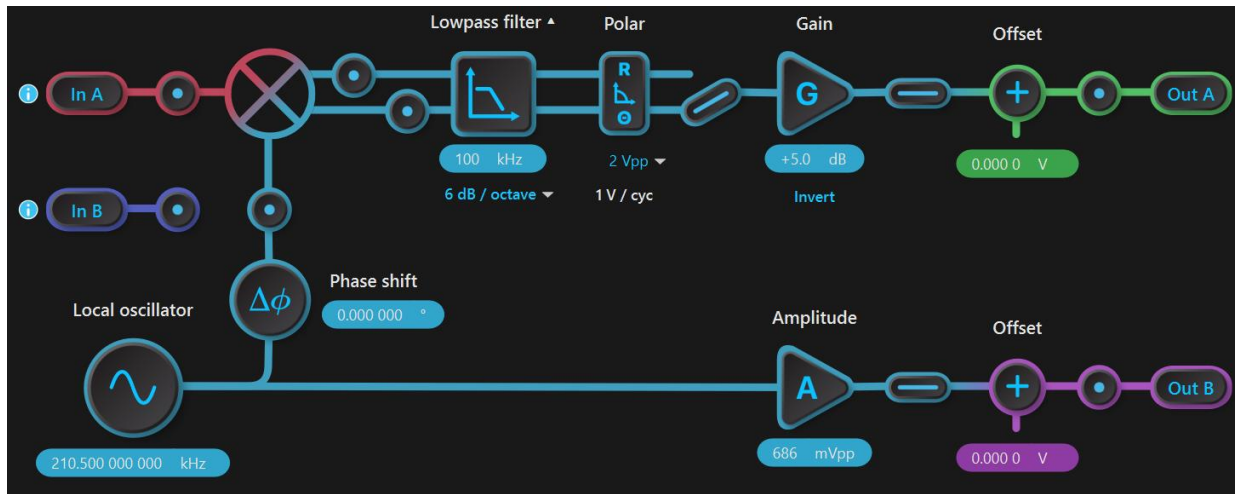 Lowpass filter ▲
Polar
Gain
Offset
i
In A
R
Θ
G
+
Out A
100 kHz
2 Vpp
+5.0 dB
0.000 0 V
6 dB / octave
1 V / cyc
Invert
i
In B
Δϕ
Phase shift
0.000 000 °
Local oscillator
Amplitude
Offset
A
+
Out B
210.500 000 000 kHz
686 mVpp
0.000 0 V